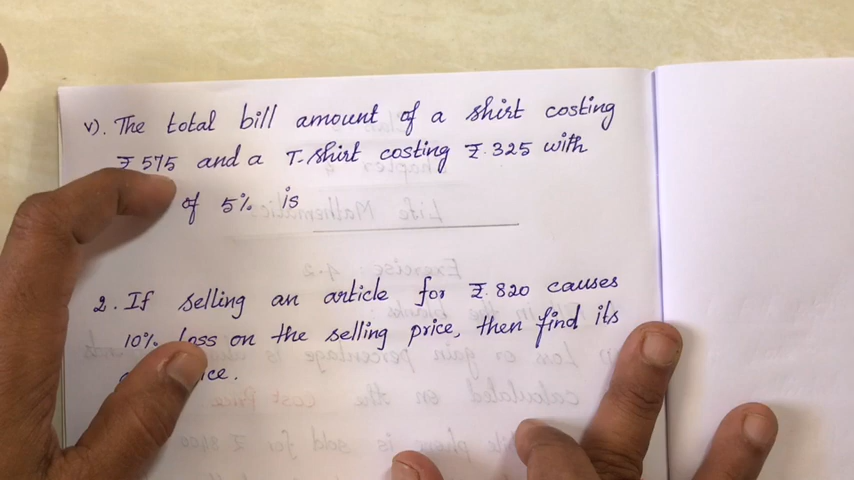 v). The total bill amount of a shirt costing
₹ 575 and a T.shirt costing ₹.325 with
of 5% is
2. If selling an article for ₹.820 causes
10% loss on the selling price, then find its